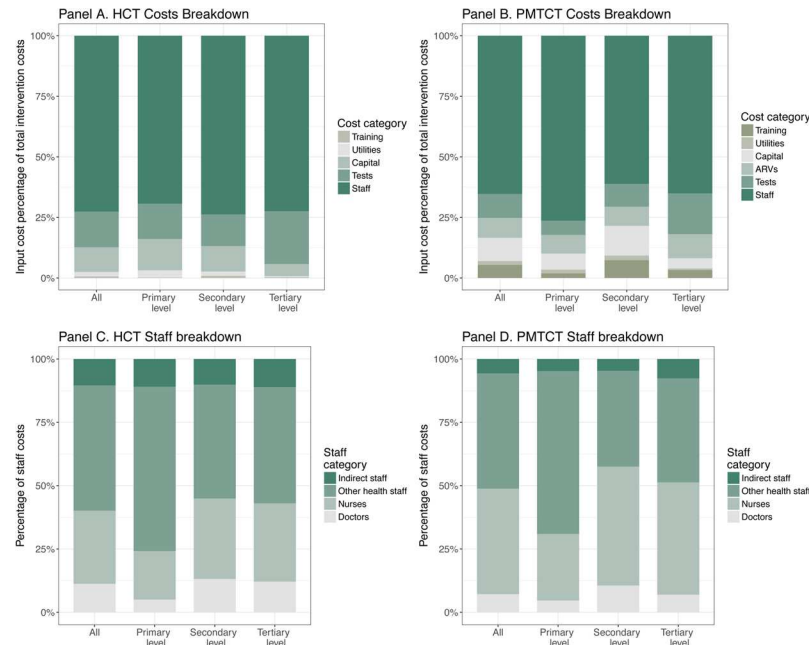 Panel A. HCT Costs Breakdown
Input cost percentage of total intervention costs
100%
75%
50%
25%
0%
All
Primary level
Secondary level
Tertiary level
Cost category
Training
Utilities
Capital
Tests
Staff
Panel B. PMTCT Costs Breakdown
Input cost percentage of total intervention costs
100%
75%
50%
25%
0%
All
Primary level
Secondary level
Tertiary level
Cost category
Training
Utilities
Capital
ARVs
Tests
Staff
Panel C. HCT Staff breakdown
Percentage of staff costs
100%
75%
50%
25%
0%
All
Primary level
Secondary level
Tertiary level
Staff
category
Indirect staff
Other health staff
Nurses
Doctors
Panel D. PMTCT Staff breakdown
Percentage of staff costs
100%
75%
50%
25%
0%
All
Primary level
Secondary level
Tertiary level
Staff
category
Indirect staff
Other health staff
Nurses
Doctors